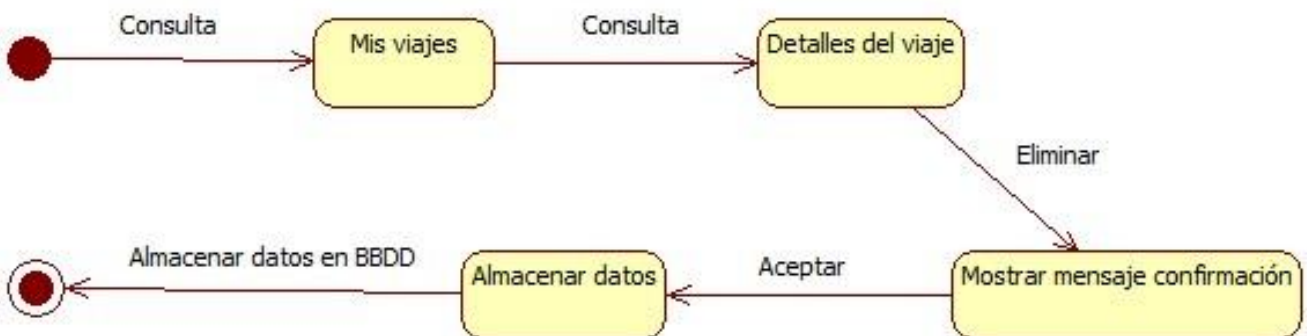 Consulta
Mis viajes
Consulta
Detalles del viaje
Eliminar
Almacenar datos en BBDD
Almacenar datos
Aceptar
Mostrar mensaje confirmación